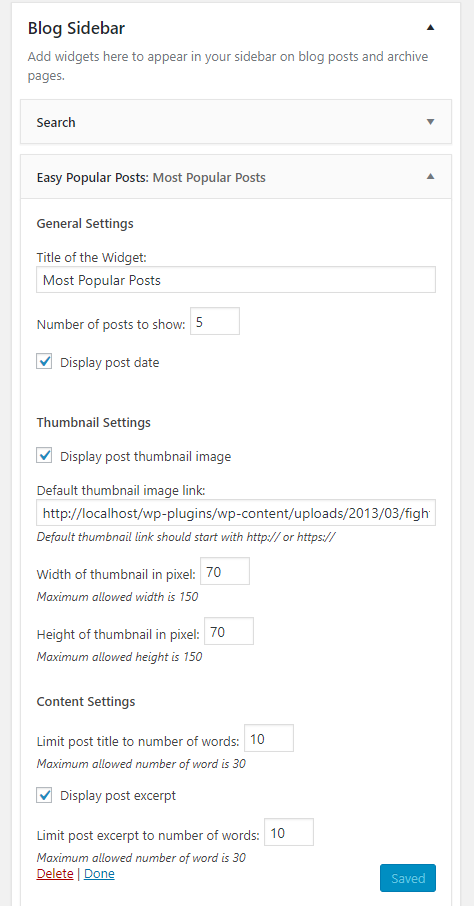 Blog Sidebar
Add widgets here to appear in your sidebar on blog posts and archive
pages.
Search
Easy Popular Posts: Most Popular Posts
General Settings
Title of the Widget:
Most Popular Posts
Number of posts to show: 5
Display post date
Thumbnail Settings
Display post thumbnail image
Default thumbnail image link:
http://localhost/wp-plugins/wp-content/uploads/2013/03/figh
Default thumbnail link should start with http:// or https://
Width of thumbnail in pixel: 70
Maximum allowed width is 150
Height of thumbnail in pixel: 70
Maximum allowed height is 150
Content Settings
Limit post title to number of words: 10
Maximum allowed number of word is 30
Display post excerpt
Limit post excerpt to number of words: 10
Maximum allowed number of word is 30
Delete | Done
Saved